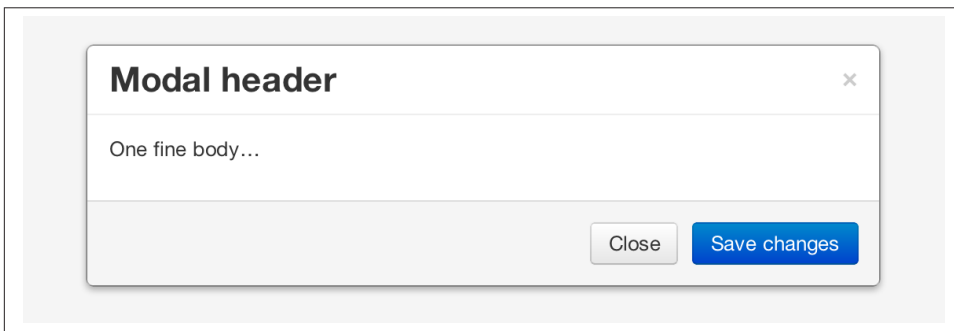 Modal header ×
One fine body…
Close Save changes